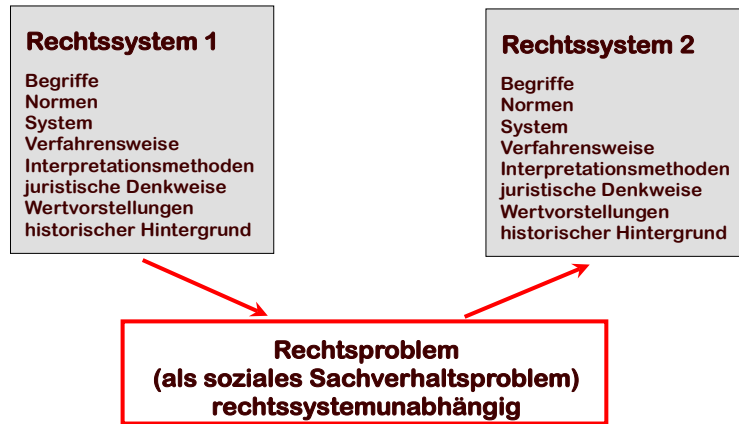 Rechtssystem 1
Begriffe
Normen
System
Verfahrensweise
Interpretationsmethoden
juristische Denkweise
Wertvorstellungen
historischer Hintergrund
Rechtssystem 2
Begriffe
Normen
System
Verfahrensweise
Interpretationsmethoden
juristische Denkweise
Wertvorstellungen
historischer Hintergrund
Rechtsproblem
(als soziales Sachverhaltsproblem)
rechtssystemunabhängig